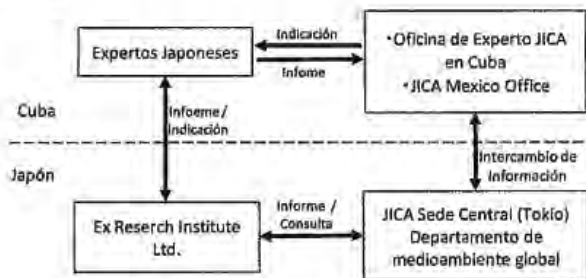 Indicación
Expertos Japoneses
Infome
•Oficina de Experto JICA
en Cuba
•JICA Mexico Office
Cuba
Infoeme /
Indicación
Japón
Intercambio de
Información
Ex Reserch Institute
Ltd.
Informe /
Consulta
JICA Sede Central (Tokio)
Departamento de
medioambiente global